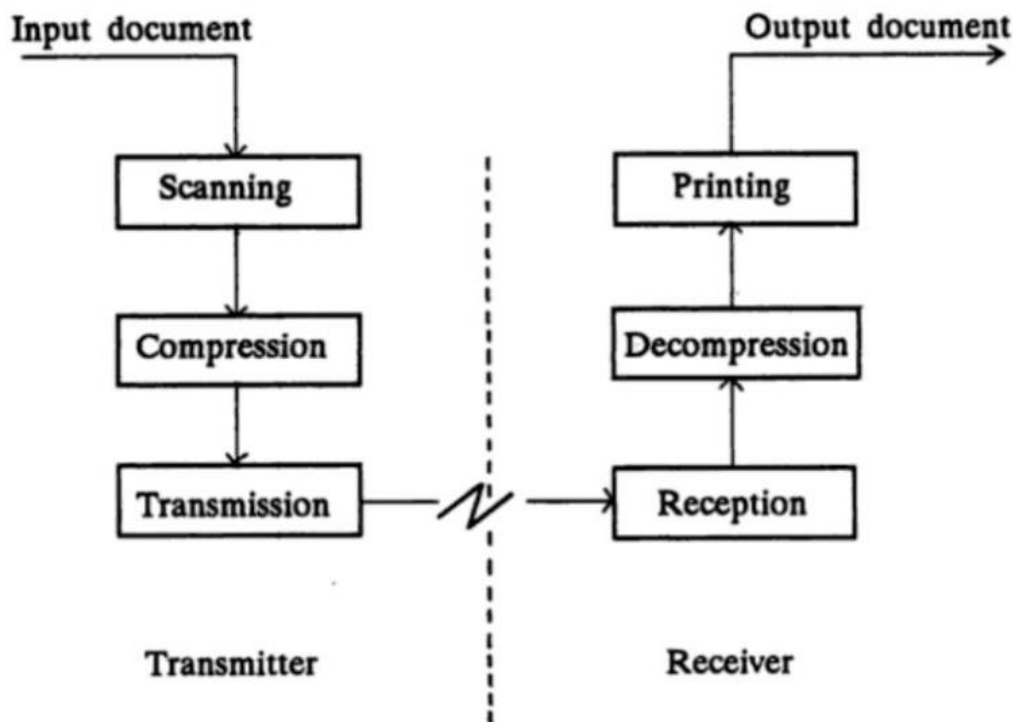 Input document
Output document
Scanning
Printing
Compression
Decompression
Transmission
Reception
Transmitter
Receiver